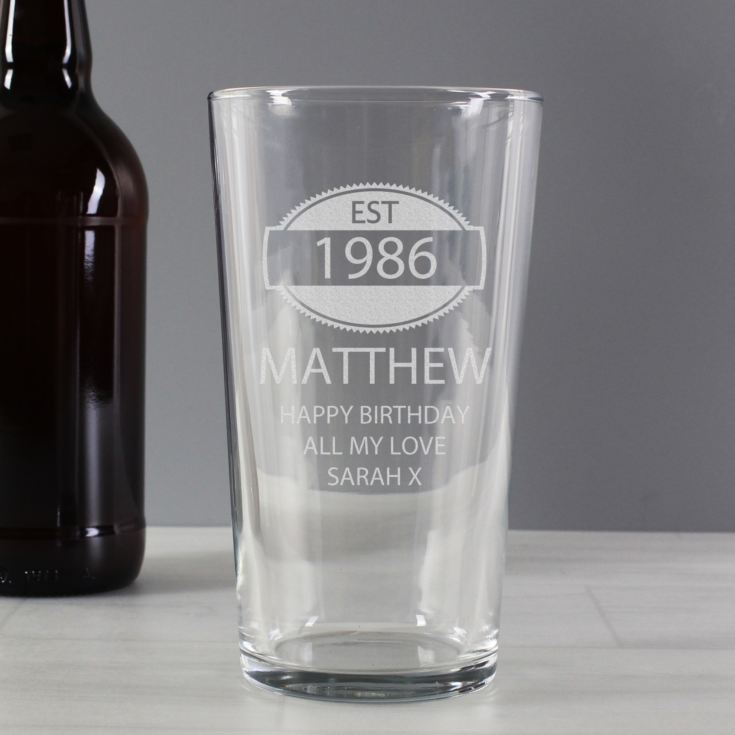 EST
1986
MATTHEW
HAPPY BIRTHDAY
ALL MY LOVE
SARAH X